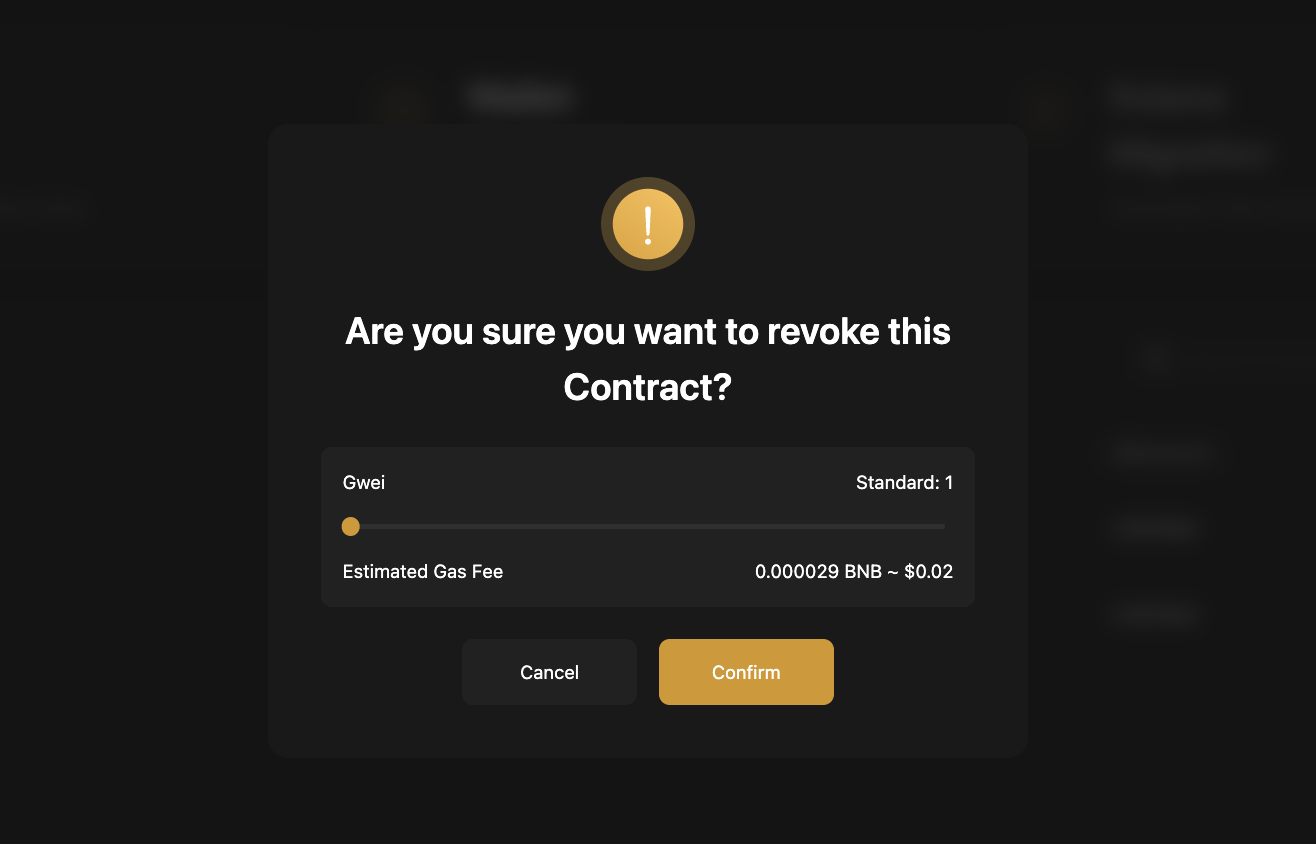 Are you sure you want to revoke this
Contract?
Gwei
Standard: 1
Estimated Gas Fee
0.000029 BNB ~ $0.02
Cancel
Confirm